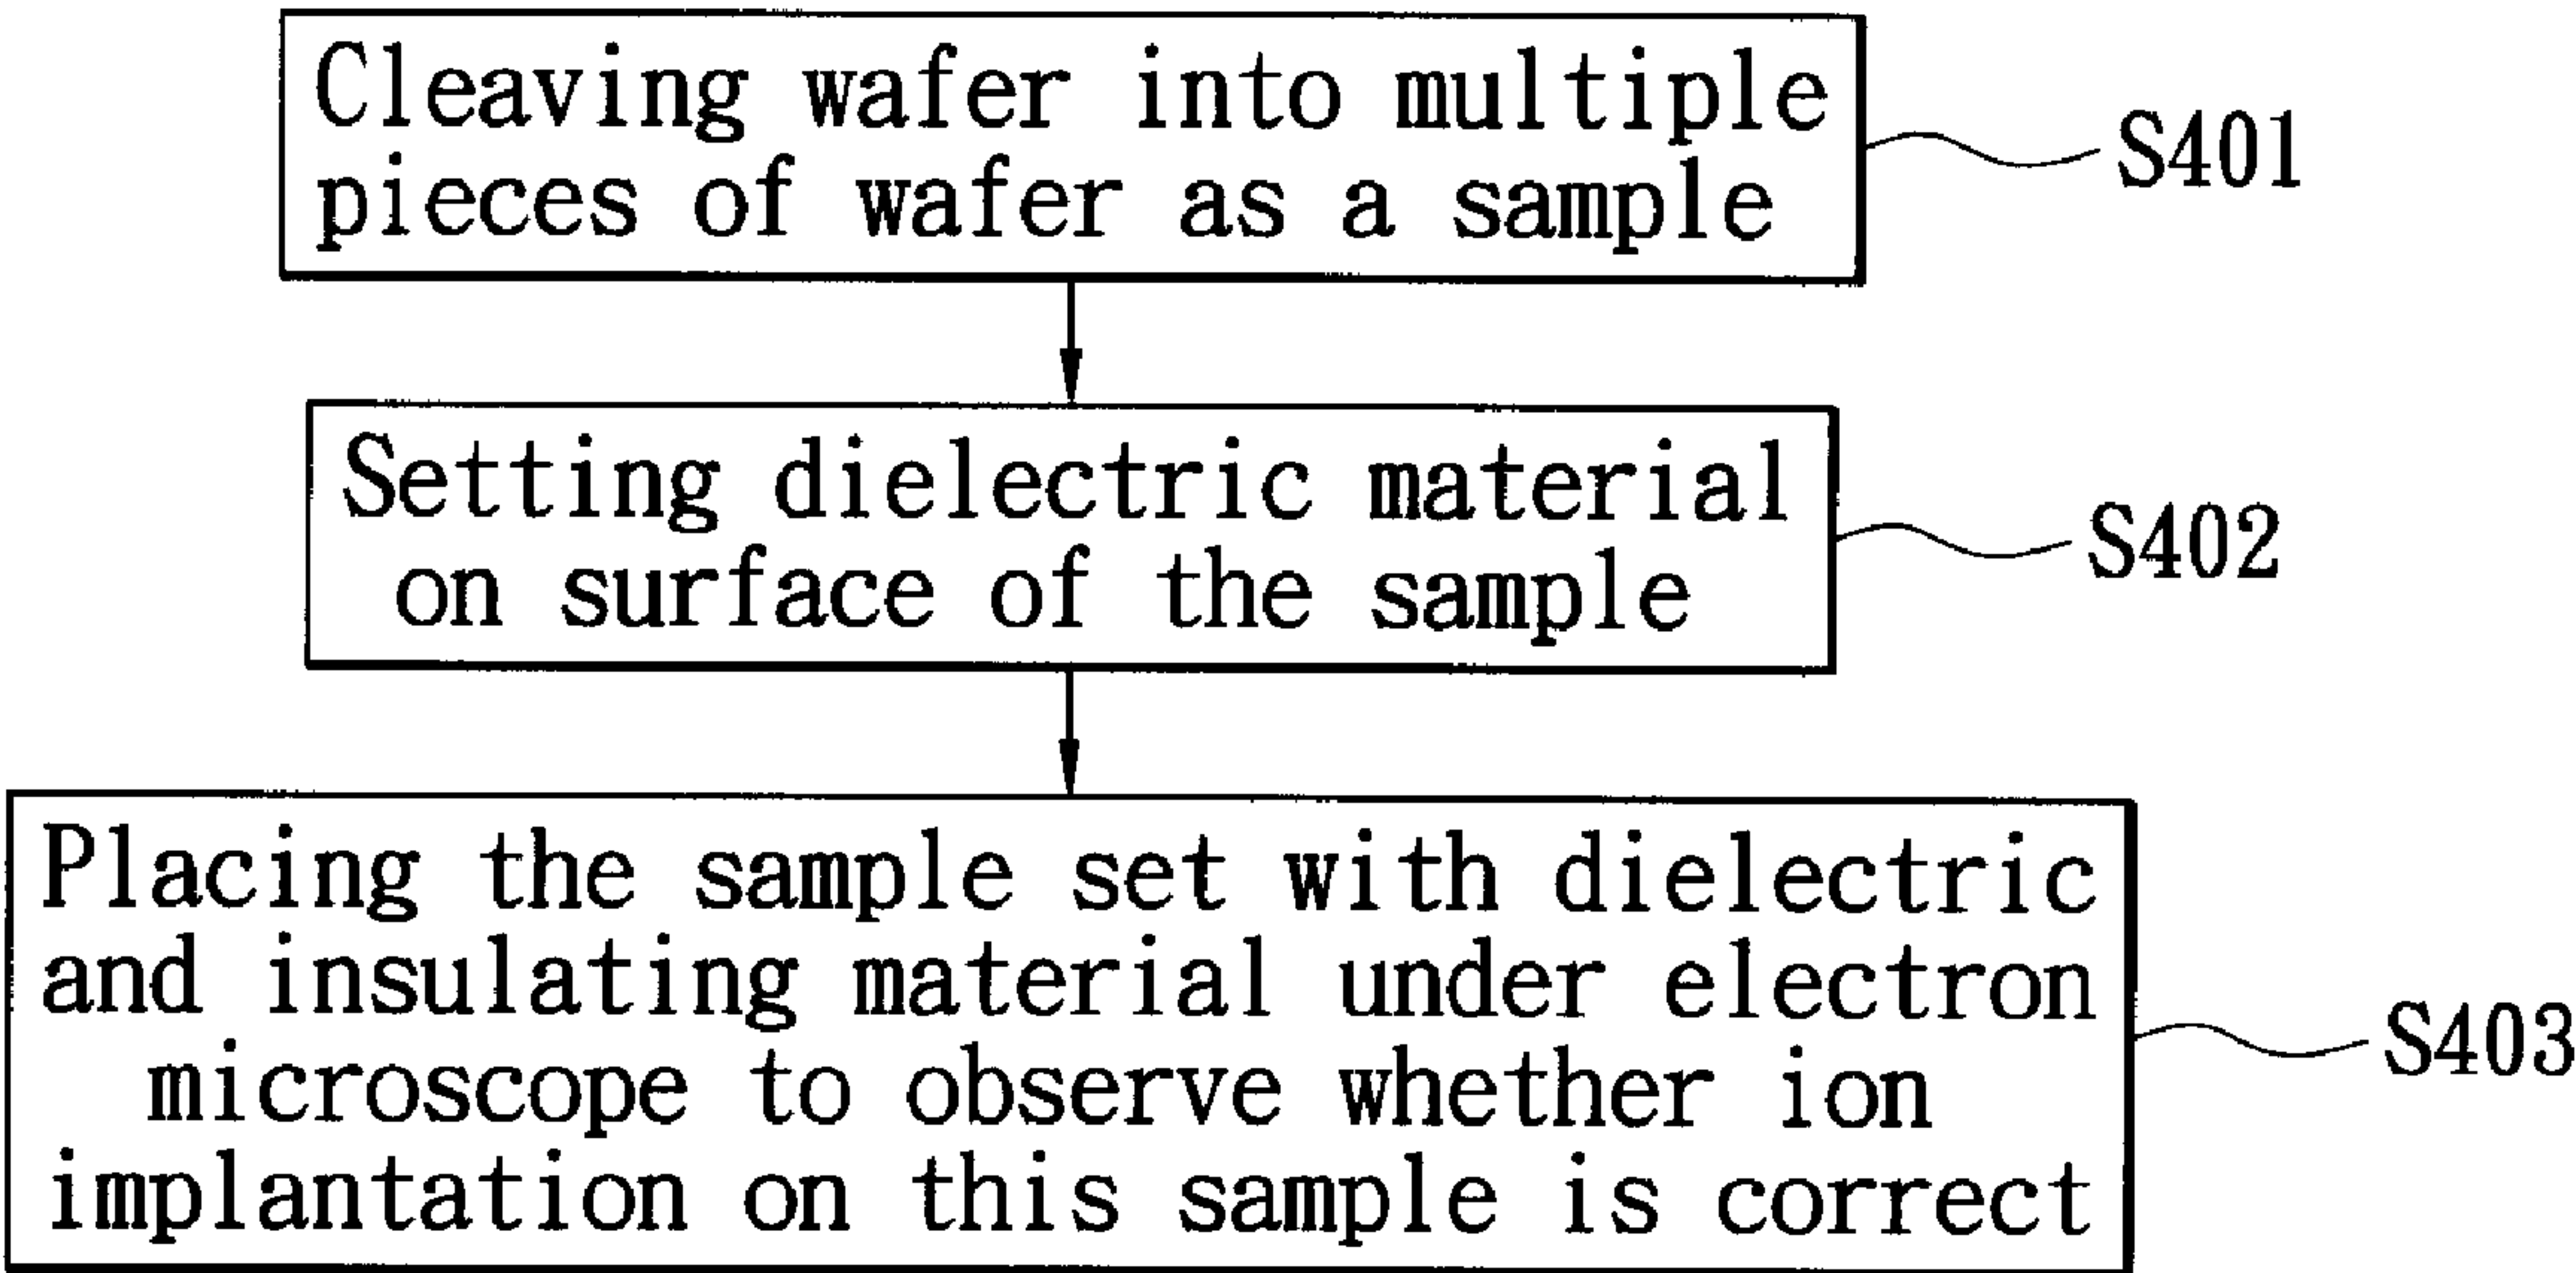 Cleaving wafer into multiple
pieces of wafer as a sample
S401
Setting dielectric material
on surface of the sample
S402
Placing the sample set with dielectric
and insulating material under electron
microscope to observe whether ion
implantation on this sample is correct
S403